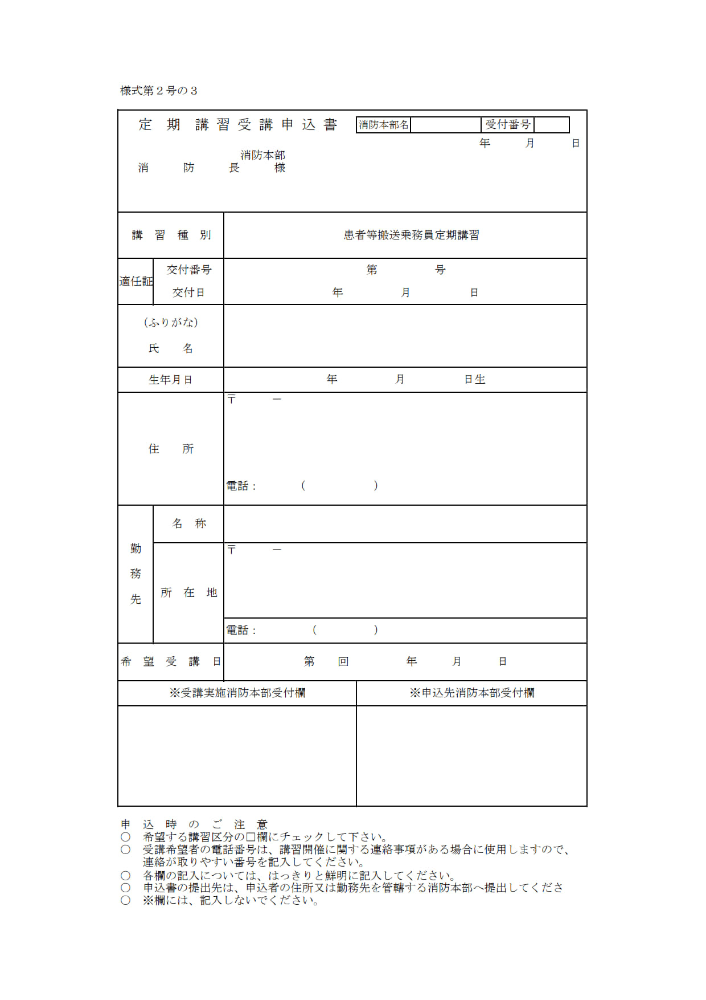 様式第２号の３
定期講習受講申込書 消防本部名 受付番号
年 月 日
消防本部
消 防 長 様
講習種別 患者等搬送乗務員定期講習
適任証 交付番号 第 号
交付日 年 月 日
（ふりがな）
氏 名
生年月日 年 月 日生
〒 －
住 所
電話： （ ）
勤務先 名 称
〒 －
所 在 地
電話： （ ）
希望受講日 第 回 年 月 日
※受講実施消防本部受付欄 ※申込先消防本部受付欄
申込時のご注意
○ 希望する講習区分の□欄にチェックして下さい。
○ 受講希望者の電話番号は、講習開催に関する連絡事項がある場合に使用しますので、
連絡が取りやすい番号を記入してください。
○ 各欄の記入については、はっきりと鮮明に記入してください。
○ 申込書の提出先は、申込者の住所又は勤務先を管轄する消防本部へ提出してくださ
○ ※欄には、記入しないでください。